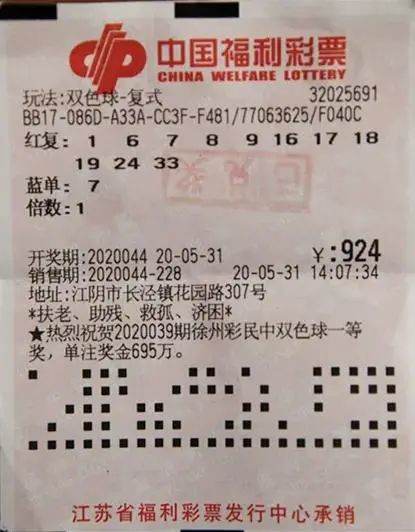 中国福利彩票
CHINA WELFARE LOTTERY
玩法:双色球-复式 32025691
BB17-086D-A33A-CC3F-F481/77063625/F040C
红复: 1 6 7 8 9 16 17 18
19 24 33
蓝单: 7
倍数:1
已兑奖
开奖期:2020044 20-05-31 ¥:924
销售期:2020044-228 20-05-31 14:07:34
地址:江阴市长泾镇花园路307号
*扶老、助残、救孤、济困*
★热烈祝贺2020039期徐州彩民中双色球一等
奖，单注奖金695万。
江苏省福利彩票发行中心承销